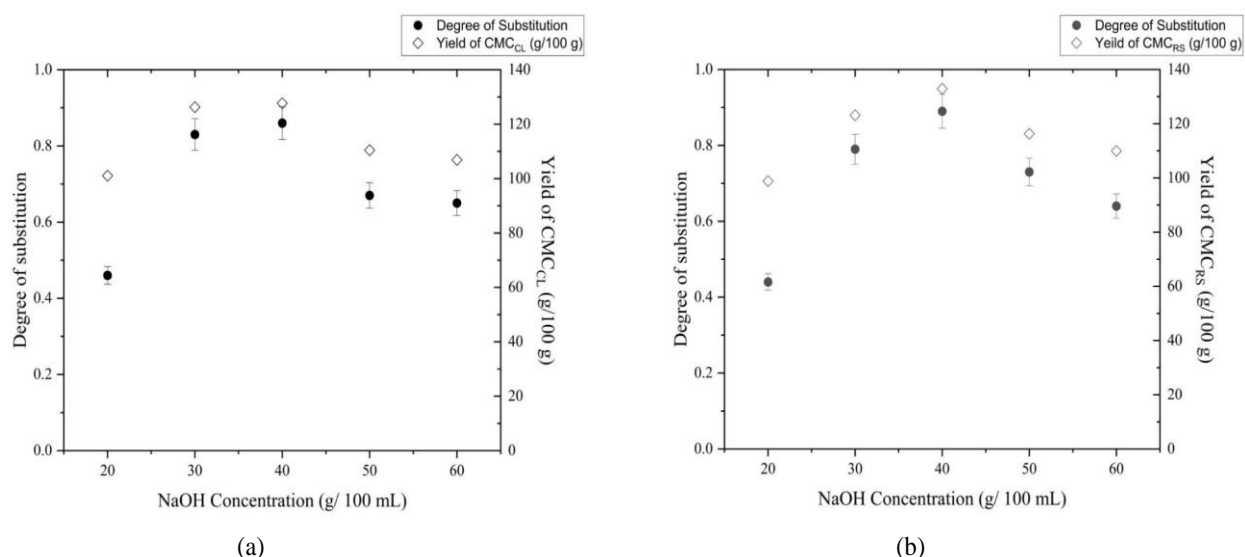 Degree of Substitution
Yield of CMCCL (g/100 g)
1.0
0.8
0.6
0.4
0.2
0.0
Degree of substitution
140
120
100
80
60
40
20
0
Yield of CMCCL (g/100 g)
20 30 40 50 60
NaOH Concentration (g/ 100 mL)
(a)
Degree of Substitution
Yeild of CMCRS (g/100 g)
1.0
0.8
0.6
0.4
0.2
0.0
Degree of substitution
140
120
100
80
60
40
20
0
Yield of CMCRS (g/100 g)
20 30 40 50 60
NaOH Concentration (g/ 100 mL)
(b)